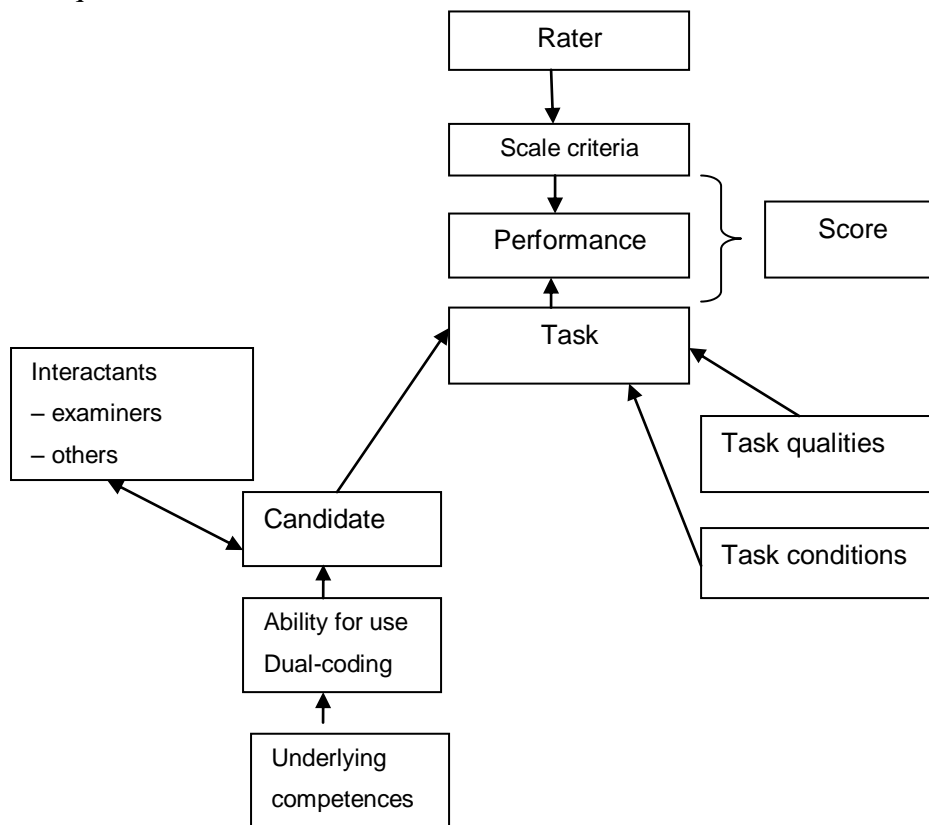 Rater
Scale criteria
Performance
Score
Task
Interactants
– examiners
– others
Task qualities
Candidate
Task conditions
Ability for use
Dual-coding
Underlying
competences